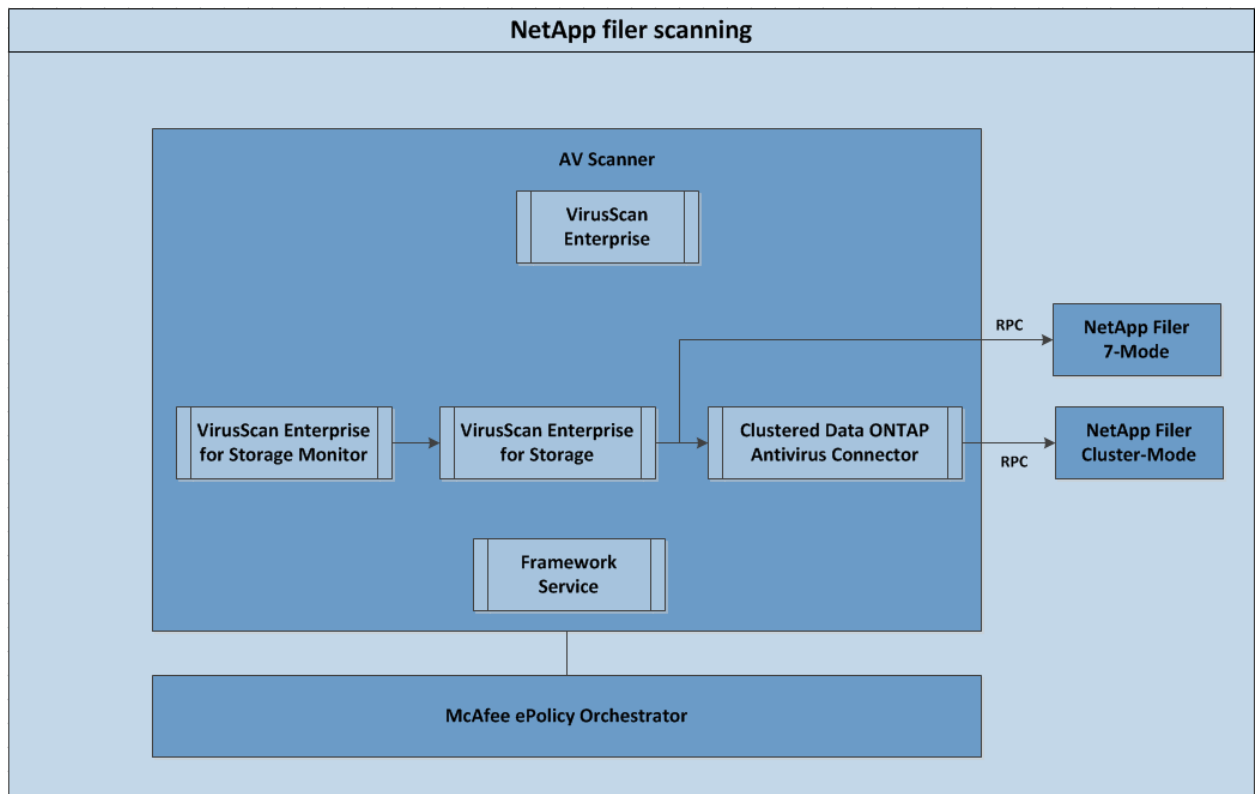 NetApp filer scanning
AV Scanner
VirusScan
Enterprise
RPC
NetApp Filer
7-Mode
VirusScan Enterprise
for Storage Monitor
VirusScan Enterprise
for Storage
Clustered Data ONTAP
Antivirus Connector
RPC
NetApp Filer
Cluster-Mode
Framework
Service
McAfee ePolicy Orchestrator